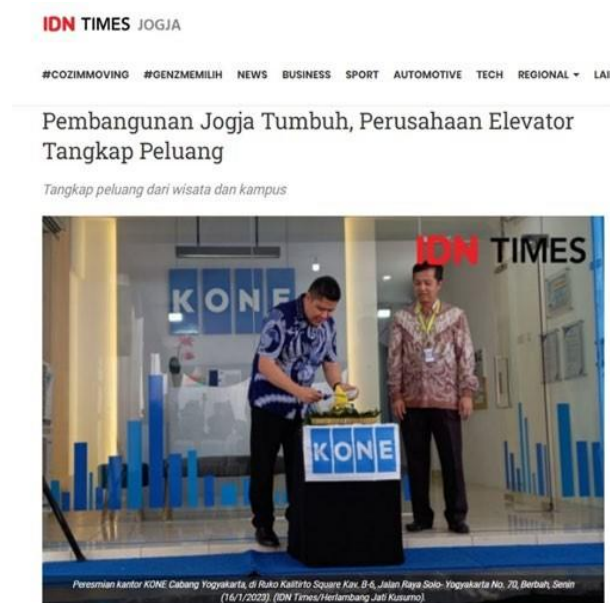 IDN TIMES JOGJA
#COZIMMOVING #GENZMEMILIH NEWS BUSINESS SPORT AUTOMOTIVE TECH REGIONAL LAI
Pembangunan Jogja Tumbuh, Perusahaan Elevator
Tangkap Peluang
Tangkap peluang dari wisata dan kampus
IDN TIMES
KONE
KONE
Peresmian kantor KONE Cabang Yogyakarta, di Ruko Kalitirto Square Kav. B-6, Jalan Raya Solo- Yogyakarta No. 70, Berbah, Senin
(16/1/2023). (IDN Times/Herlambang Jati Kusumo).